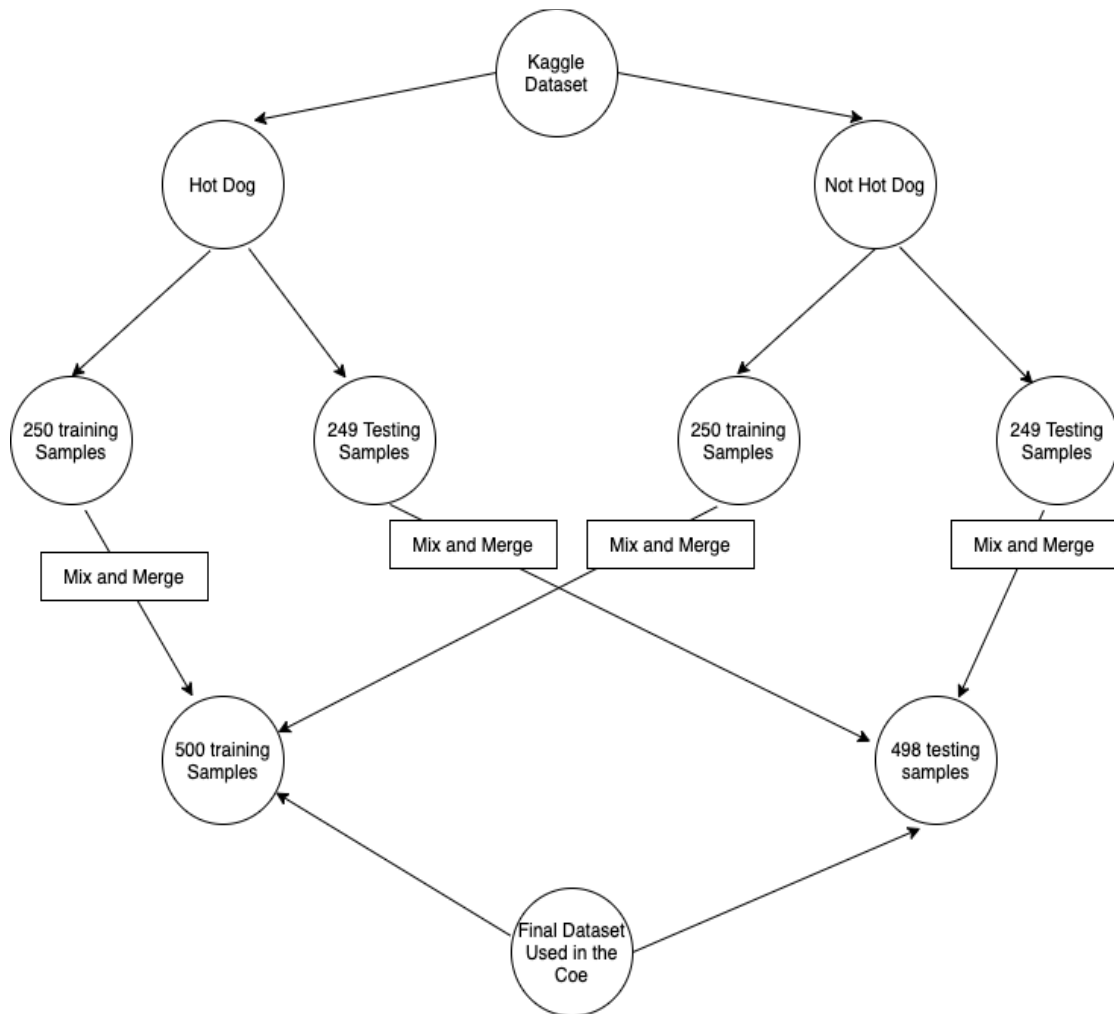 Kaggle
Dataset
Hot Dog
Not Hot Dog
250 training
Samples
249 Testing
Samples
250 training
Samples
249 Testing
Samples
Mix and Merge
Mix and Merge
Mix and Merge
Mix and Merge
500 training
Samples
498 testing
samples
Final Dataset
Used in the
Coe